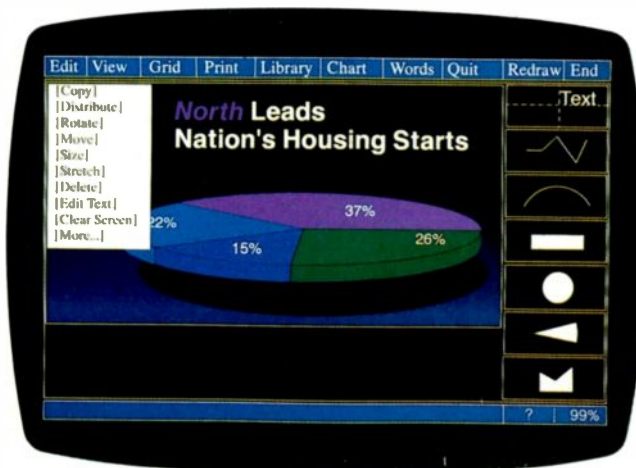 Edit View Grid Print Library Chart Words Quit Redraw End
[Copy]
[Distribute]
[Rotate]
[Move]
[Size]
[Stretch]
[Delete]
[Edit Text]
[Clear Screen]
[More...]
North Leads
Nation's Housing Starts
Text
37%
22%
26%
15%
? 99%